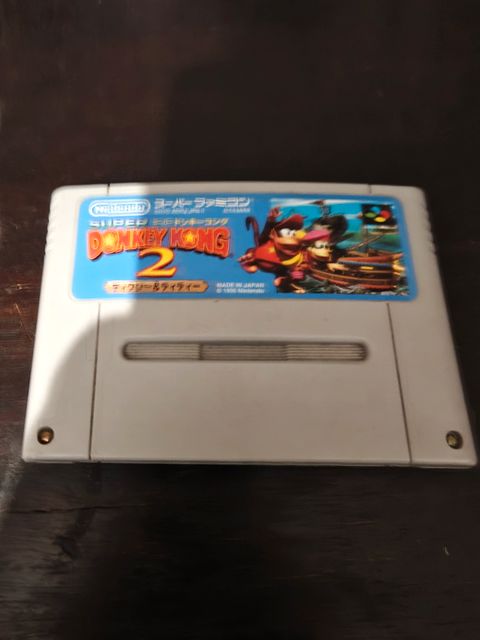 Nintendo スーパーファミコン
SUPER スーパードンキーコング
DONKEY KONG
2
ディクシー&ディディー
MADE IN JAPAN
© 1995 Nintendo